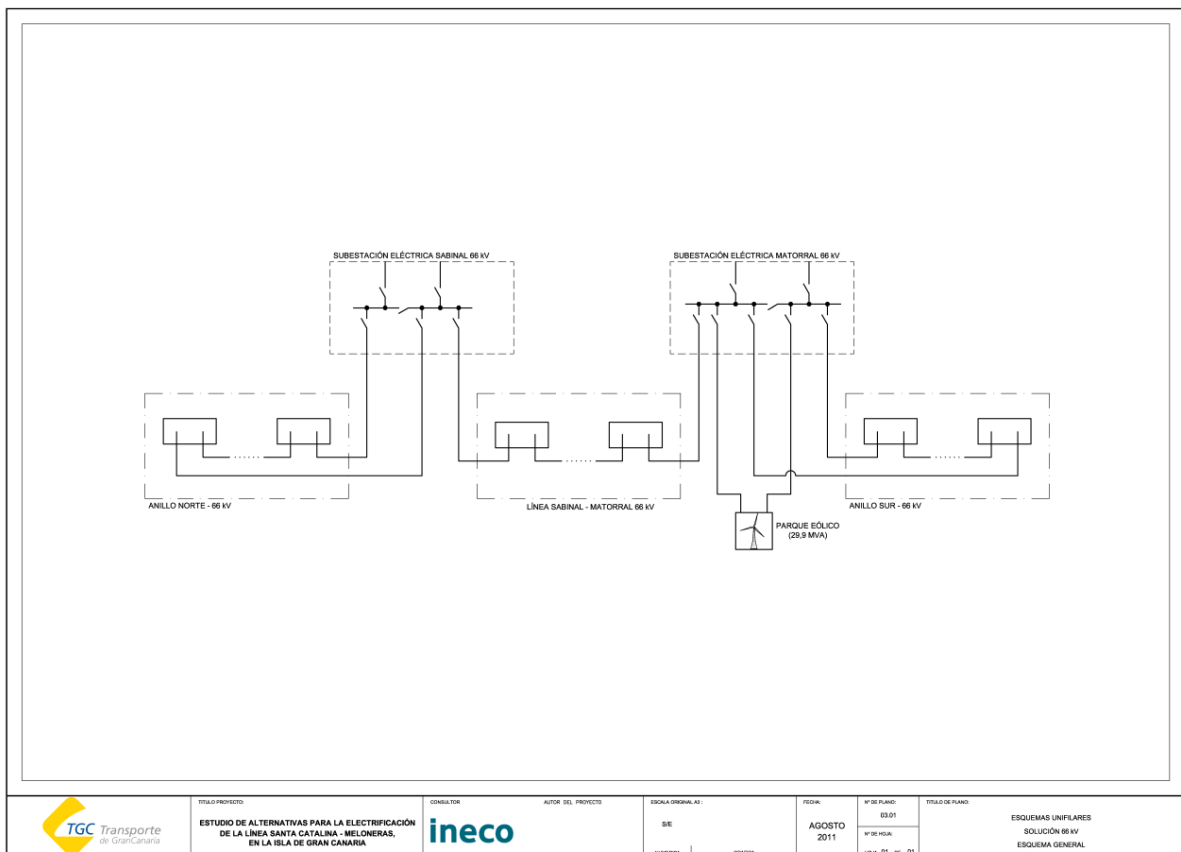 SUBESTACIÓN ELÉCTRICA SABINAL 66 kV
SUBESTACIÓN ELÉCTRICA MATORRAL 66 kV
ANILLO NORTE - 66 kV
LÍNEA SABINAL - MATORRAL 66 kV
ANILLO SUR - 66 kV
PARQUE EÓLICO
(29,9 MVA)
TGC Transporte
de GranCanaria
TITULO PROYECTO:
ESTUDIO DE ALTERNATIVAS PARA LA ELECTRIFICACIÓN
DE LA LÍNEA SANTA CATALINA - MELONERAS,
EN LA ISLA DE GRAN CANARIA
CONSULTOR
ineco
AUTOR DEL PROYECTO
ESCALA ORIGINAL A3 :
S/E
FECHA:
AGOSTO
2011
Nº DE PLANO:
03.01
Nº DE HOJA:
TITULO DE PLANO:
ESQUEMAS UNIFILARES
SOLUCIÓN 66 kV
ESQUEMA GENERAL